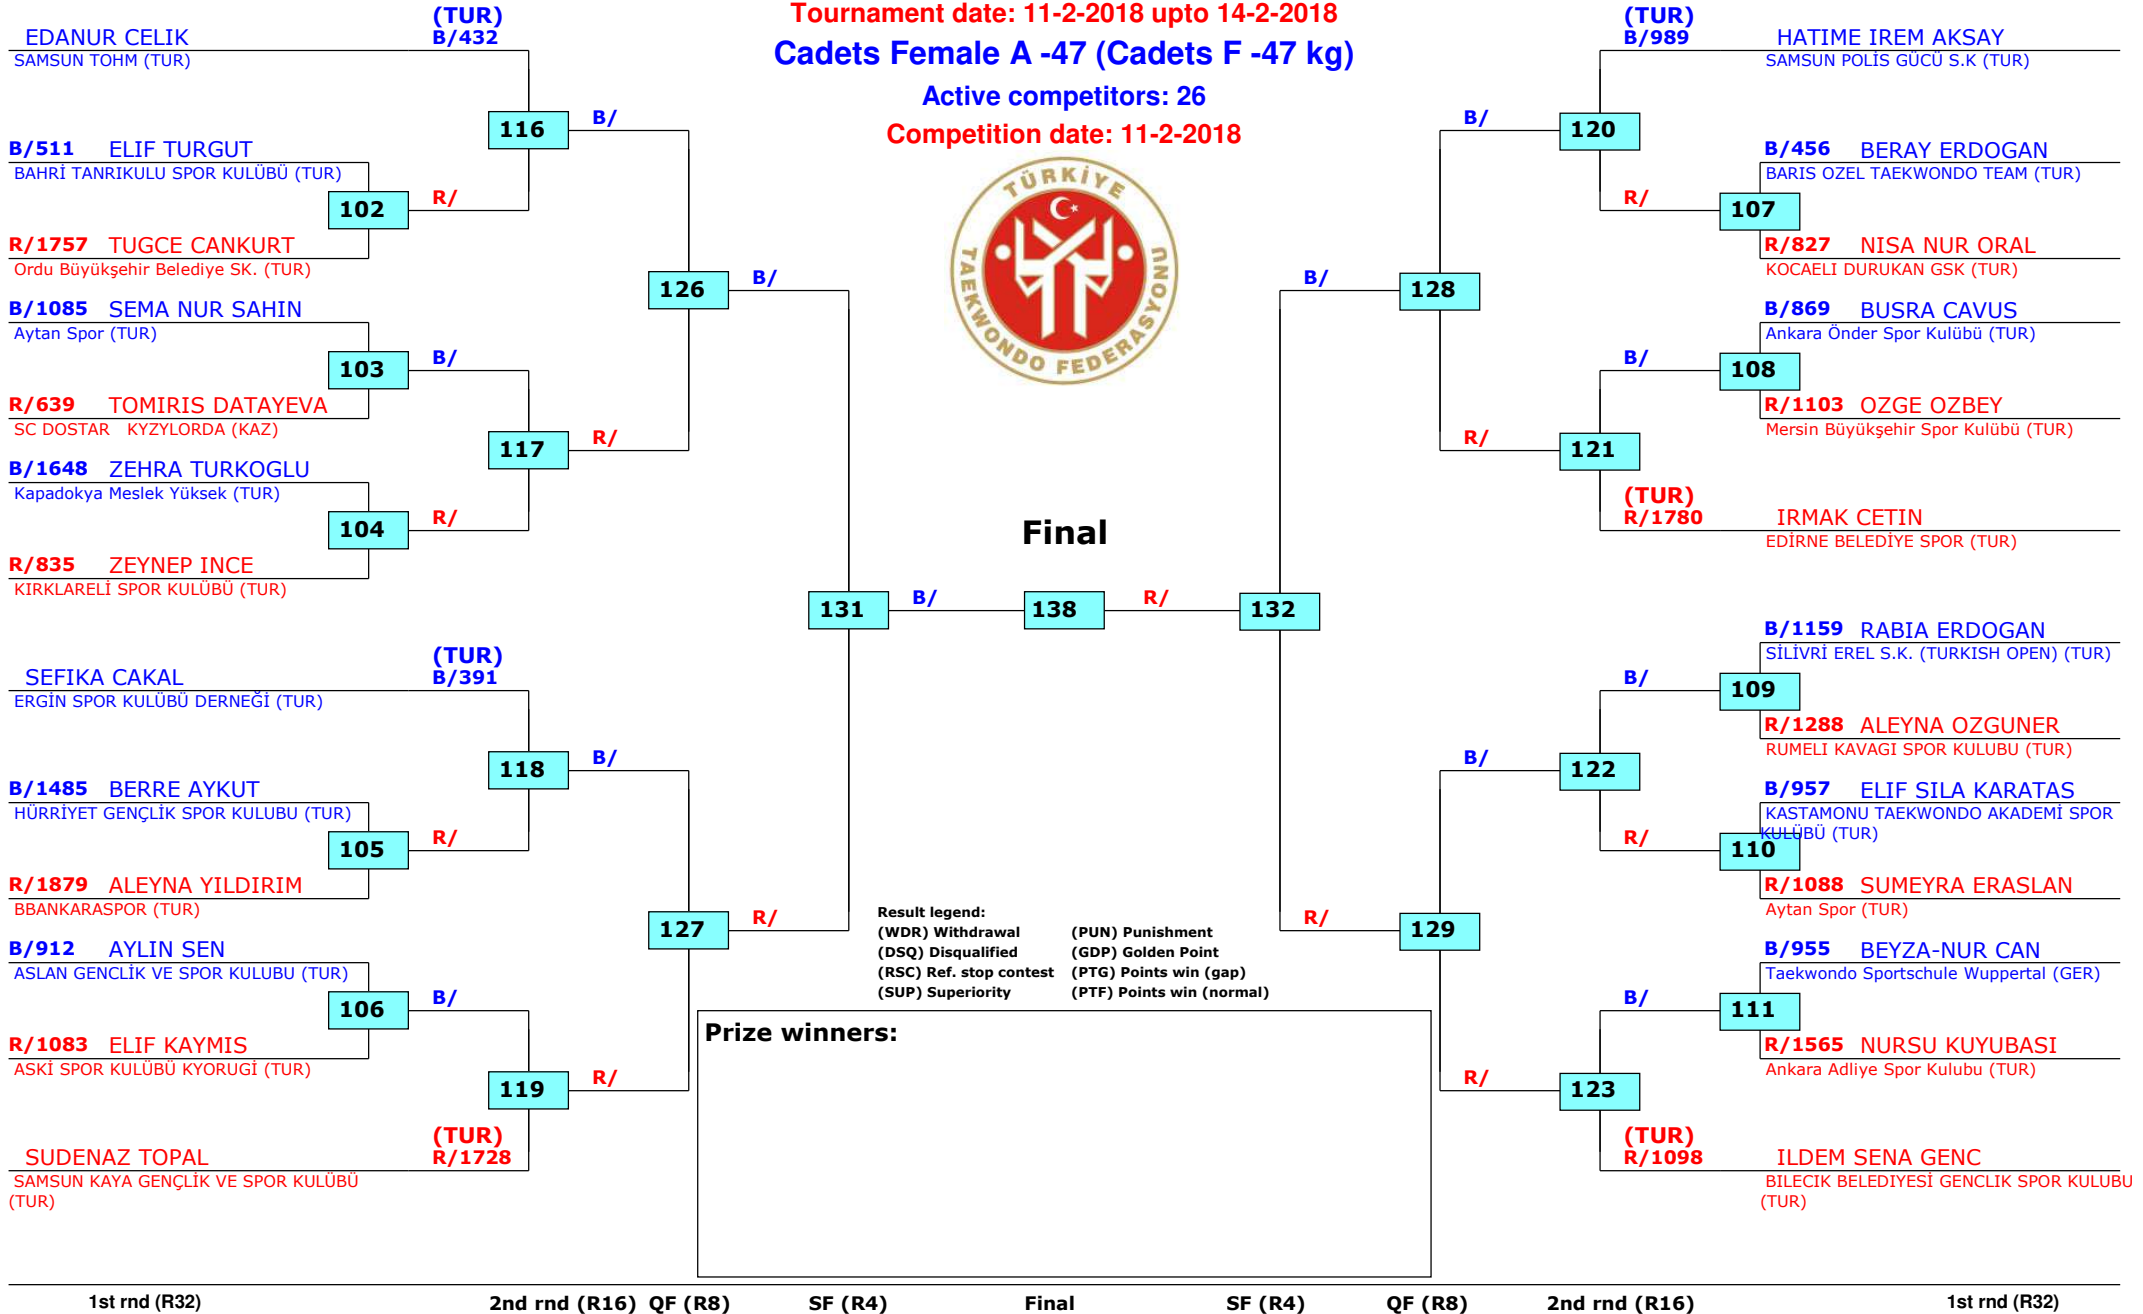 Tournament date: 11-2-2018 upto 14-2-2018
Cadets Female A -47 (Cadets F -47 kg)
Active competitors: 26
Competition date: 11-2-2018
TÜRKİYE TAEKWONDO FEDERASYONU
(TUR)
EDANUR CELIK B/432
SAMSUN TOHM (TUR)
116
B/
B/511 ELIF TURGUT
BAHRİ TANRIKULU SPOR KULÜBÜ (TUR)
102
R/
R/1757 TUGCE CANKURT
Ordu Büyükşehir Belediye SK. (TUR)
126
B/
B/1085 SEMA NUR SAHIN
Aytan Spor (TUR)
103
B/
R/639 TOMIRIS DATAYEVA
SC DOSTAR KYZYLORDA (KAZ)
117
R/
B/1648 ZEHRA TURKOGLU
Kapadokya Meslek Yüksek (TUR)
104
R/
R/835 ZEYNEP INCE
KIRKLARELİ SPOR KULÜBÜ (TUR)
131
B/
(TUR)
SEFIKA CAKAL B/391
ERGİN SPOR KULÜBÜ DERNEĞİ (TUR)
118
B/
B/1485 BERRE AYKUT
HÜRRİYET GENÇLİK SPOR KULUBU (TUR)
105
R/
R/1879 ALEYNA YILDIRIM
BBANKARASPOR (TUR)
127
R/
B/912 AYLIN SEN
ASLAN GENCLİK VE SPOR KULUBU (TUR)
106
B/
R/1083 ELIF KAYMIS
ASKİ SPOR KULÜBÜ KYORUGİ (TUR)
119
R/
(TUR)
SUDENAZ TOPAL R/1728
SAMSUN KAYA GENÇLİK VE SPOR KULÜBÜ
(TUR)
Final
138
R/
132
(TUR)
B/989 HATIME IREM AKSAY
SAMSUN POLİS GÜCÜ S.K (TUR)
B/
120
B/456 BERAY ERDOGAN
BARIS OZEL TAEKWONDO TEAM (TUR)
R/
107
R/827 NISA NUR ORAL
KOCAELI DURUKAN GSK (TUR)
B/
128
B/869 BUSRA CAVUS
Ankara Önder Spor Kulübü (TUR)
B/
108
R/1103 OZGE OZBEY
Mersin Büyükşehir Spor Kulübü (TUR)
R/
121
(TUR)
R/1780 IRMAK CETIN
EDİRNE BELEDİYE SPOR (TUR)
B/1159 RABIA ERDOGAN
SİLİVRİ EREL S.K. (TURKISH OPEN) (TUR)
B/
109
R/1288 ALEYNA OZGUNER
RUMELI KAVAGI SPOR KULUBU (TUR)
B/
122
B/957 ELIF SILA KARATAS
KASTAMONU TAEKWONDO AKADEMİ SPOR
KULÜBÜ (TUR)
R/
110
R/1088 SUMEYRA ERASLAN
Aytan Spor (TUR)
R/
129
B/955 BEYZA-NUR CAN
Taekwondo Sportschule Wuppertal (GER)
B/
111
R/1565 NURSU KUYUBASI
Ankara Adliye Spor Kulubu (TUR)
R/
123
(TUR)
R/1098 ILDEM SENA GENC
BILECIK BELEDIYESİ GENCLIK SPOR KULUBU
(TUR)
Result legend:
(WDR) Withdrawal (PUN) Punishment
(DSQ) Disqualified (GDP) Golden Point
(RSC) Ref. stop contest (PTG) Points win (gap)
(SUP) Superiority (PTF) Points win (normal)
Prize winners:
1st rnd (R32) 2nd rnd (R16) QF (R8) SF (R4) Final SF (R4) QF (R8) 2nd rnd (R16) 1st rnd (R32)